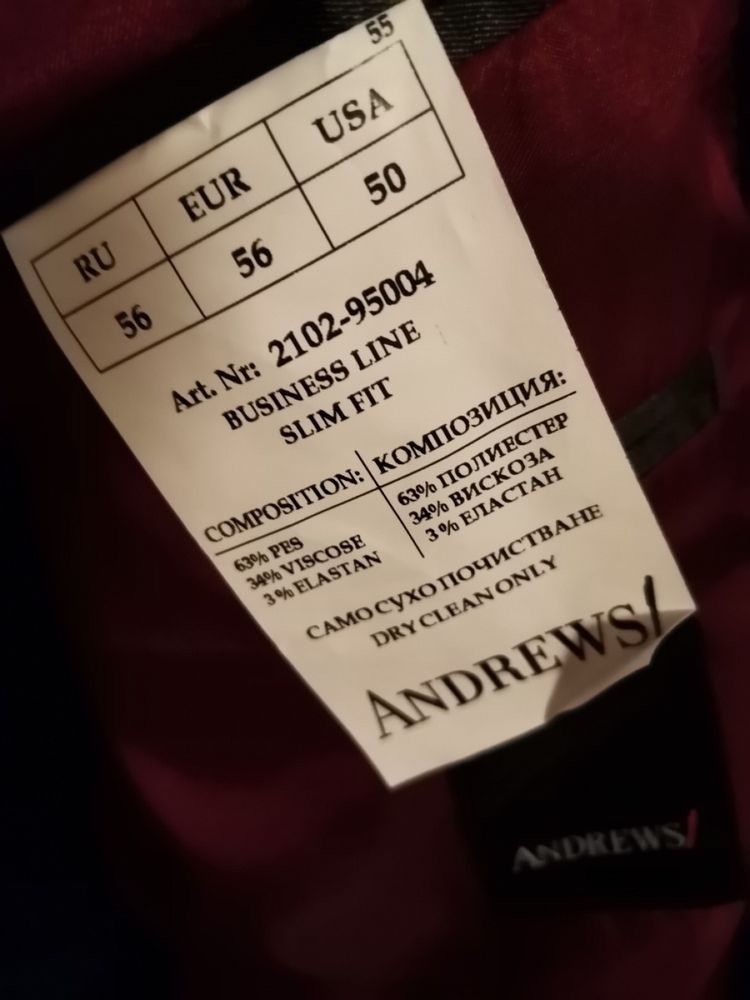 55
RU EUR USA
56 56 50
Art. Nr: 2102-95004
BUSINESS LINE
SLIM FIT
COMPOSITION: КОМПОЗИЦИЯ:
63% PES 63% ПОЛИЕСТЕР
34% VISCOSE 34% ВИСКОЗА
3% ELASTAN 3% ЕЛАСТАН
САМО СУХО ПОЧИСТВАНЕ
DRY CLEAN ONLY
ANDREWS/
ANDREWS/